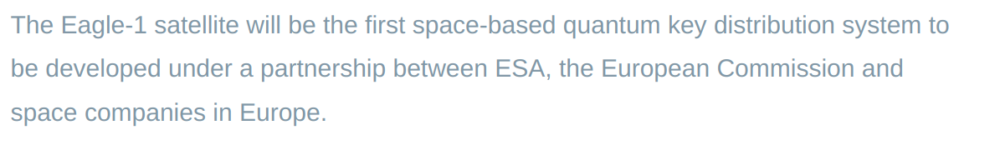 The Eagle-1 satellite will be the first space-based quantum key distribution system to
be developed under a partnership between ESA, the European Commission and
space companies in Europe.